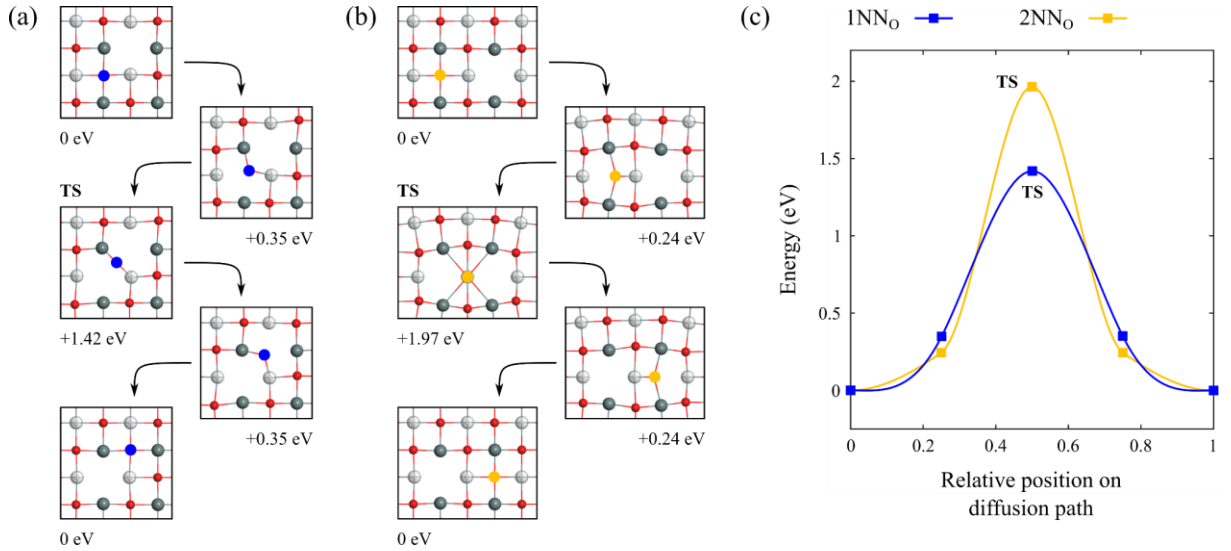 (a)
0 eV
+0.35 eV
TS
+1.42 eV
+0.35 eV
0 eV
(b)
0 eV
+0.24 eV
TS
+1.97 eV
+0.24 eV
0 eV
(c)
1NNO 2NNO
TS
TS
Energy (eV)
2
1.5
1
0.5
0
0 0.2 0.4 0.6 0.8 1
Relative position on
diffusion path